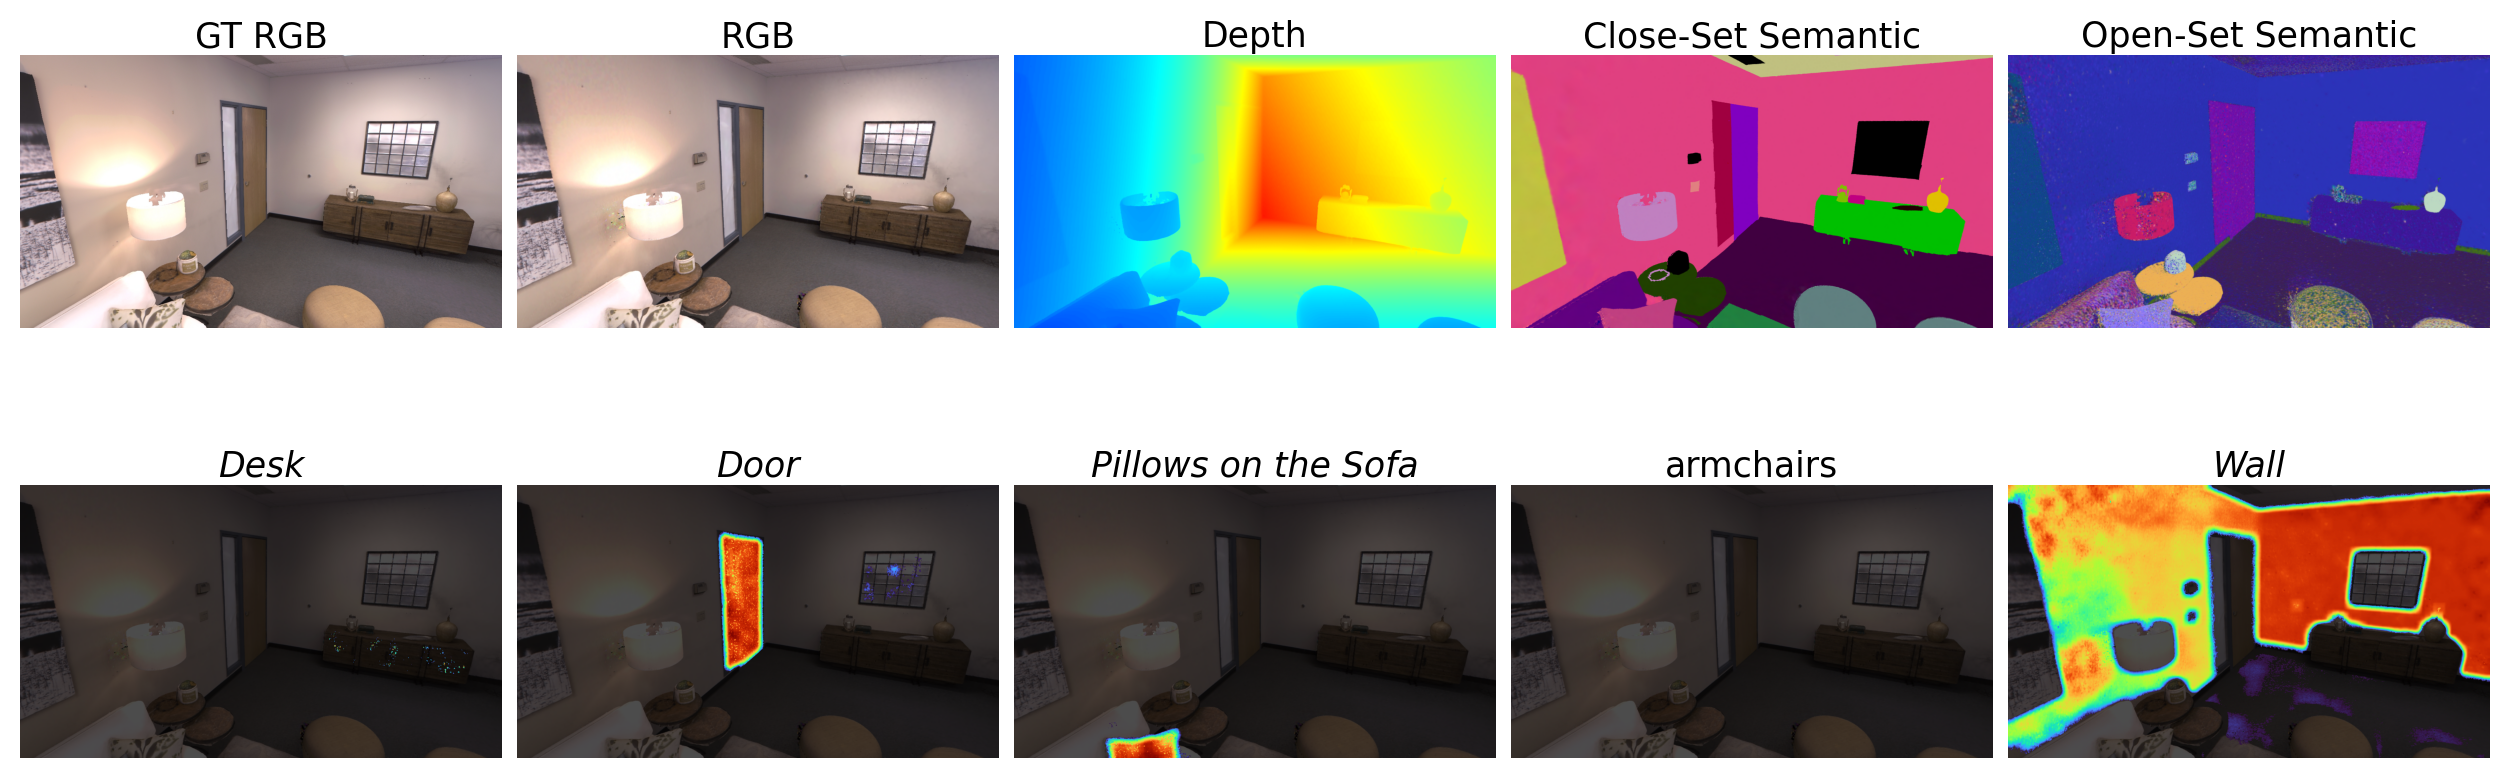 GT RGB
RGB
Depth
Close-Set Semantic
Open-Set Semantic
Desk
Door
Pillows on the Sofa
armchairs
Wall